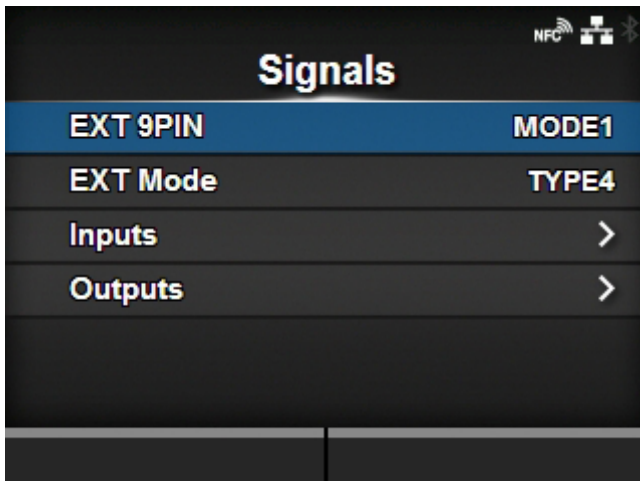 NFC
Signals
EXT 9PIN MODE1
EXT Mode TYPE4
Inputs
Outputs